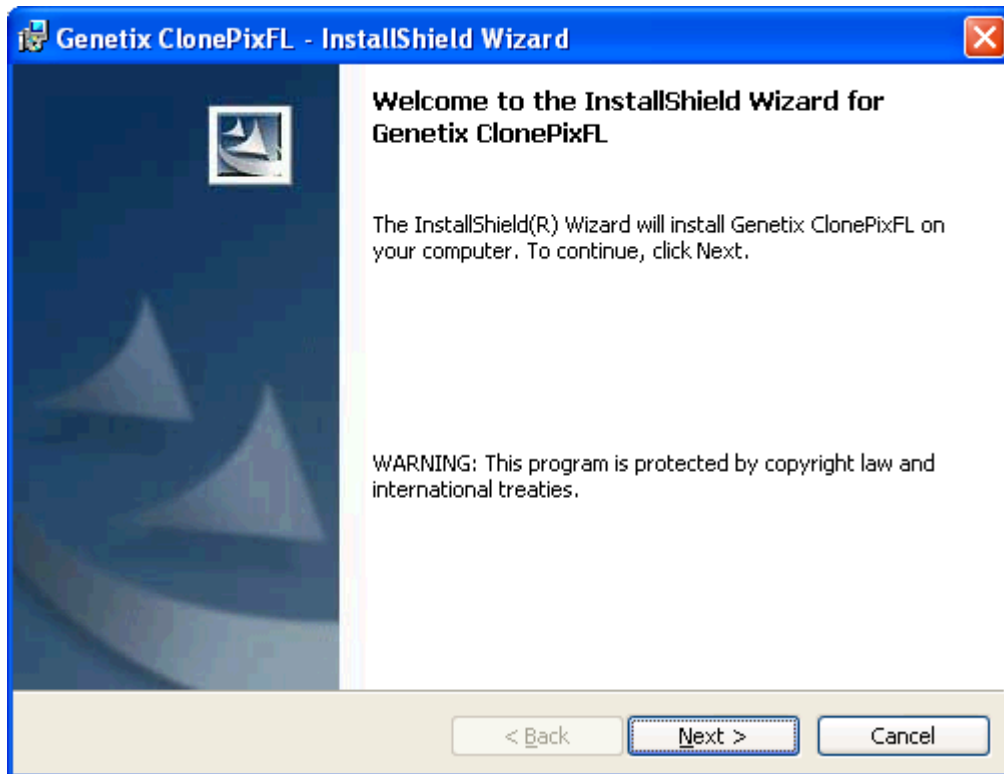 Genetix ClonePixFL - InstallShield Wizard
Welcome to the InstallShield Wizard for
Genetix ClonePixFL
The InstallShield(R) Wizard will install Genetix ClonePixFL on
your computer. To continue, click Next.
WARNING: This program is protected by copyright law and
international treaties.
< Back
Next >
Cancel